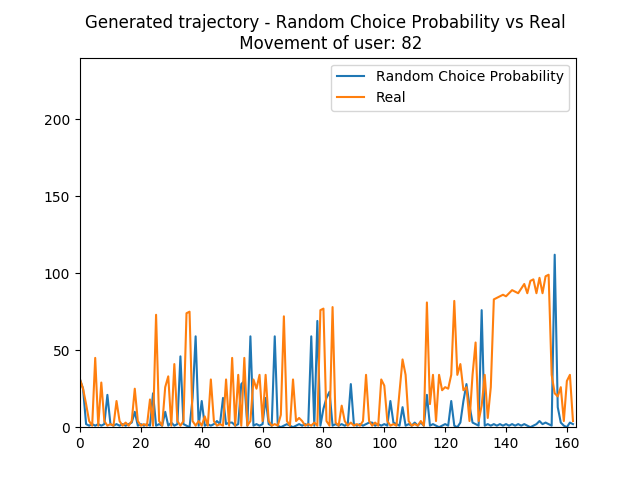 Generated trajectory - Random Choice Probability vs Real
Movement of user: 82
Random Choice Probability
Real
200
150
100
50
0
0 20 40 60 80 100 120 140 160